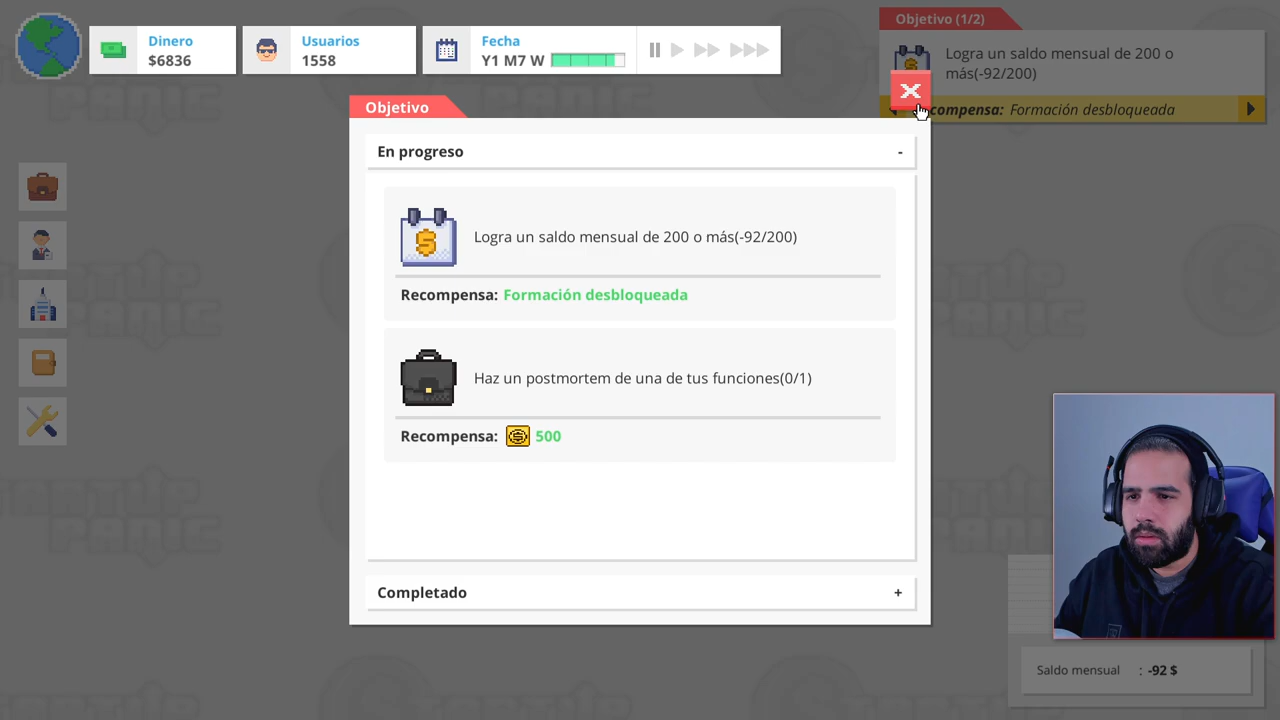 Dinero
$6836
Usuarios
1558
Fecha
Y1 M7 W
Objetivo (1/2)
Logra un saldo mensual de 200 o
más(-92/200)
compensa: Formación desbloqueada
Objetivo
En progreso
-
Logra un saldo mensual de 200 o más(-92/200)
Recompensa: Formación desbloqueada
Haz un postmortem de una de tus funciones(0/1)
Recompensa: 500
Completado
+
Saldo mensual : -92 $
STARTUP PANIC